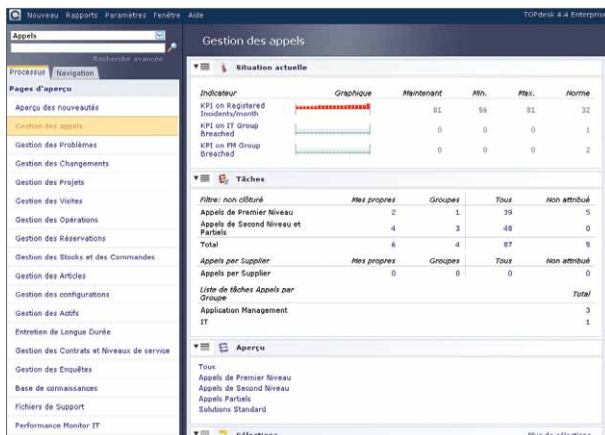 Nouveau Rapports Paramètres Fenêtre Aide
TOPdesk 4.4 Enterprise
Appels
Recherche avancée
Processus Navigation
Pages d'aperçu
Aperçu des nouveautés
Gestion des appels
Gestion des Problèmes
Gestion des Changements
Gestion des Projets
Gestion des Visites
Gestion des Opérations
Gestion des Réservations
Gestion des Stocks et des Commandes
Gestion des Articles
Gestion des configurations
Gestion des Actifs
Entretien de Longue Durée
Gestion des Contrats et Niveaux de service
Gestion des Enquêtes
Base de connaissances
Fichiers de Support
Performance Monitor IT
Gestion des appels
Situation actuelle
Indicateur Graphique Maintenant Min. Max. Norme
KPI on Registered
Incidents/month 81 56 81 32
KPI on IT Group
Breached 0 0 0 1
KPI on FM Group
Breached 0 0 0 2
Tâches
Filtre: non clôturé Mes propres Groupes Tous Non attribué
Appels de Premier Niveau 2 1 39 5
Appels de Second Niveau et
Partiels 4 3 48 0
Total 6 4 87 5
Appels per Supplier Mes propres Groupes Tous Non attribué
Appels per Supplier 0 0 0 0
Liste de tâches Appels par
Groupe Total
Application Management 3
IT 1
Aperçu
Tous
Appels de Premier Niveau
Appels de Second Niveau
Appels Partiels
Solutions Standard
Sélections
Plus de sélections